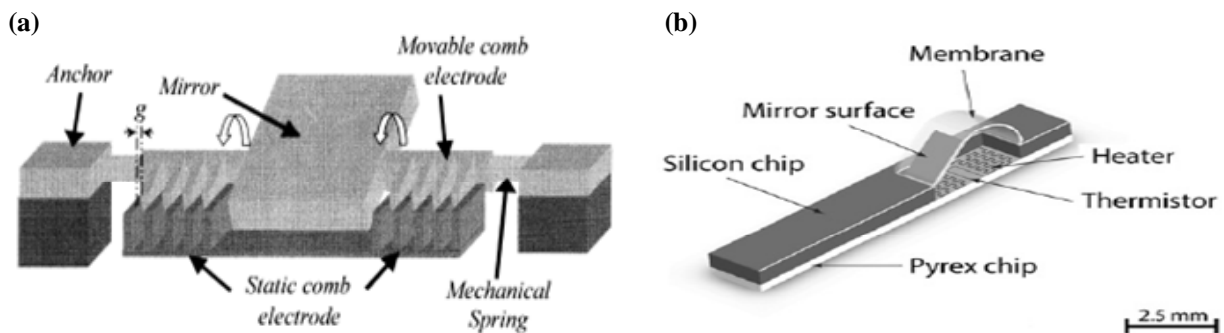 (a)
Anchor
Mirror
Movable comb
electrode
g
Static comb
electrode
Mechanical
Spring
(b)
Membrane
Mirror surface
Silicon chip
Heater
Thermistor
Pyrex chip
2.5 mm